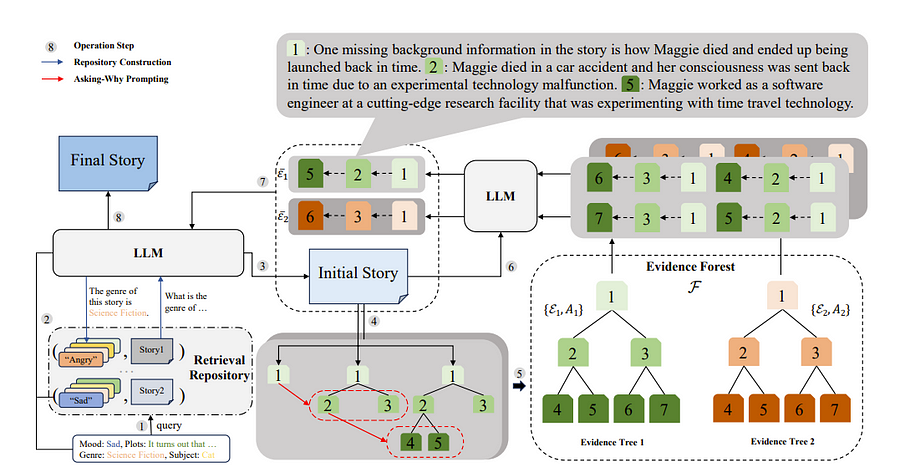 8 Operation Step
Repository Construction
Asking-Why Prompting
1 : One missing background information in the story is how Maggie died and ended up being
launched back in time. 2 : Maggie died in a car accident and her consciousness was sent back
in time due to an experimental technology malfunction. 5 : Maggie worked as a software
engineer at a cutting-edge research facility that was experimenting with time travel technology.
Final Story
8
LLM
7
ℰ1 5 2 1
ℰ2 6 3 1
LLM
6 3 1 4 2 1
6 3 1 4 2 1
7 3 1 5 2 1
3
Initial Story
6
The genre of
this story is
Science Fiction.
What is the
genre of ...
2
( "Angry" , Story1 )
...
( "Sad" , Story2 )
Retrieval
Repository
1 query
Mood: Sad, Plots: It turns out that ...
Genre: Science Fiction, Subject: Cat
4
1 1 1
2 3 2 3
4 5
5
Evidence Forest
ℱ
{ℰ1, A1}
1
2 3
4 5 6 7
Evidence Tree 1
{ℰ2, A2}
1
2 3
4 5 6 7
Evidence Tree 2